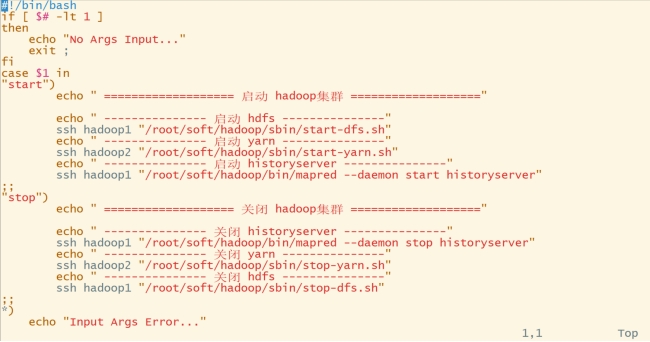 #!/bin/bash
if [ $# -lt 1 ]
then
    echo "No Args Input..."
    exit ;
fi
case $1 in
"start")
        echo " =================== 启动 hadoop集群 ==================="

        echo " --------------- 启动 hdfs ---------------"
        ssh hadoop1 "/root/soft/hadoop/sbin/start-dfs.sh"
        echo " --------------- 启动 yarn ---------------"
        ssh hadoop2 "/root/soft/hadoop/sbin/start-yarn.sh"
        echo " --------------- 启动 historyserver ---------------"
        ssh hadoop1 "/root/soft/hadoop/bin/mapred --daemon start historyserver"
;;
"stop")
        echo " =================== 关闭 hadoop集群 ==================="

        echo " --------------- 关闭 historyserver ---------------"
        ssh hadoop1 "/root/soft/hadoop/bin/mapred --daemon stop historyserver"
        echo " --------------- 关闭 yarn ---------------"
        ssh hadoop2 "/root/soft/hadoop/sbin/stop-yarn.sh"
        echo " --------------- 关闭 hdfs ---------------"
        ssh hadoop1 "/root/soft/hadoop/sbin/stop-dfs.sh"
;;
*)
    echo "Input Args Error..."
1,1 Top